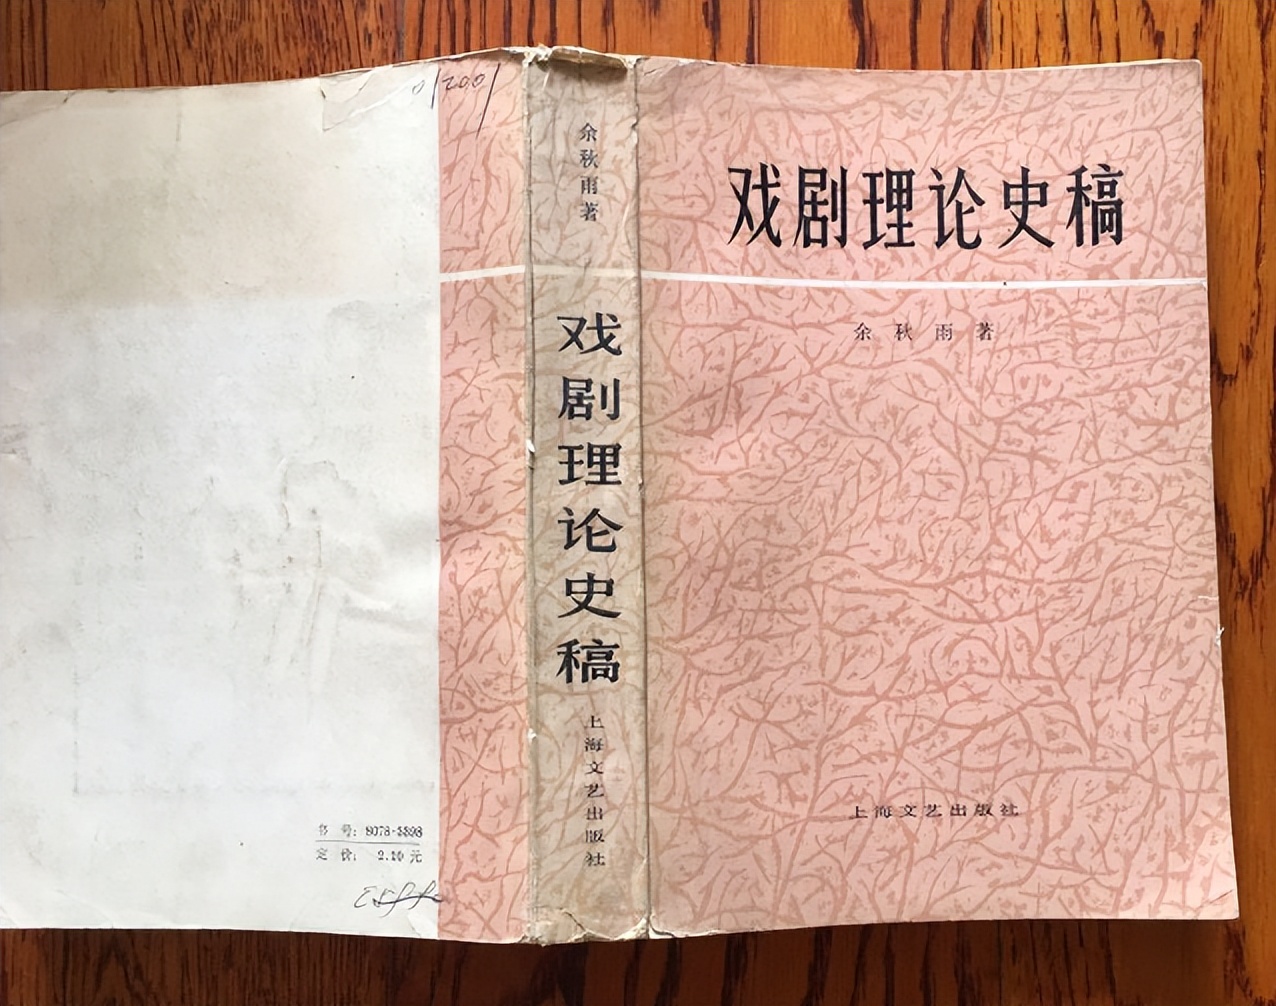 戏剧理论史稿
余秋雨著
上海文艺出版社
余秋雨著
戏剧理论史稿
上海文艺出版社
200
书号:
定价: 2.10元